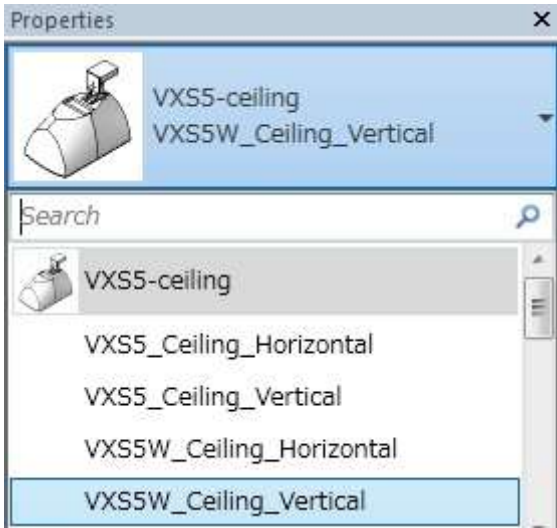 Properties
VXS5-ceiling
VXS5W_Ceiling_Vertical
Search
VXS5-ceiling
VXS5_Ceiling_Horizontal
VXS5_Ceiling_Vertical
VXS5W_Ceiling_Horizontal
VXS5W_Ceiling_Vertical